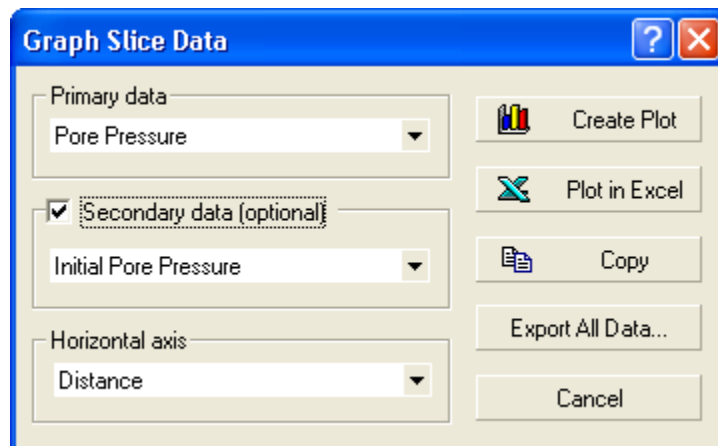 Graph Slice Data
Primary data
Pore Pressure
Secondary data (optional)
Initial Pore Pressure
Horizontal axis
Distance
Create Plot
Plot in Excel
Copy
Export All Data...
Cancel